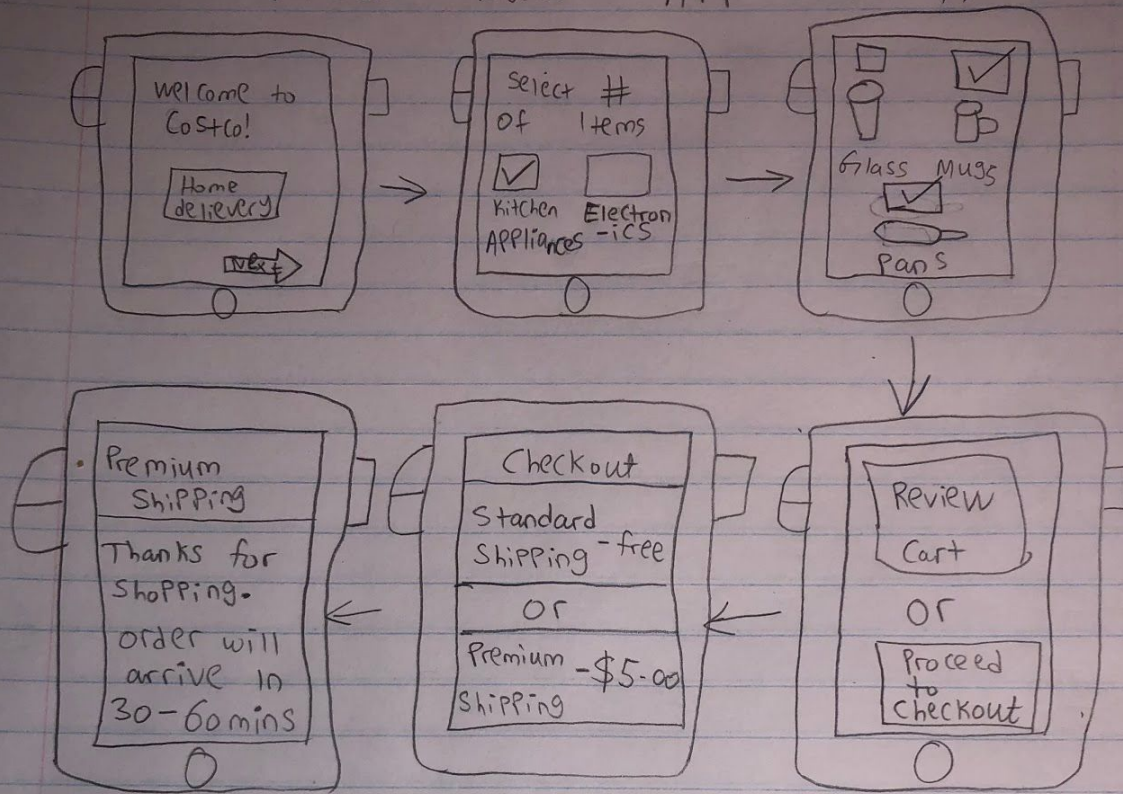 Welcome to
Costco!
Home
delievery
Next
Select #
of Items
Kitchen
Appliances
Electron
-ics
Glass Mugs
Pans
Review
Cart
or
Proceed
to
checkout
Checkout
Standard
Shipping - free
or
Premium - $5.00
Shipping
Premium
Shipping
Thanks for
Shopping.
order will
arrive in
30-60mins